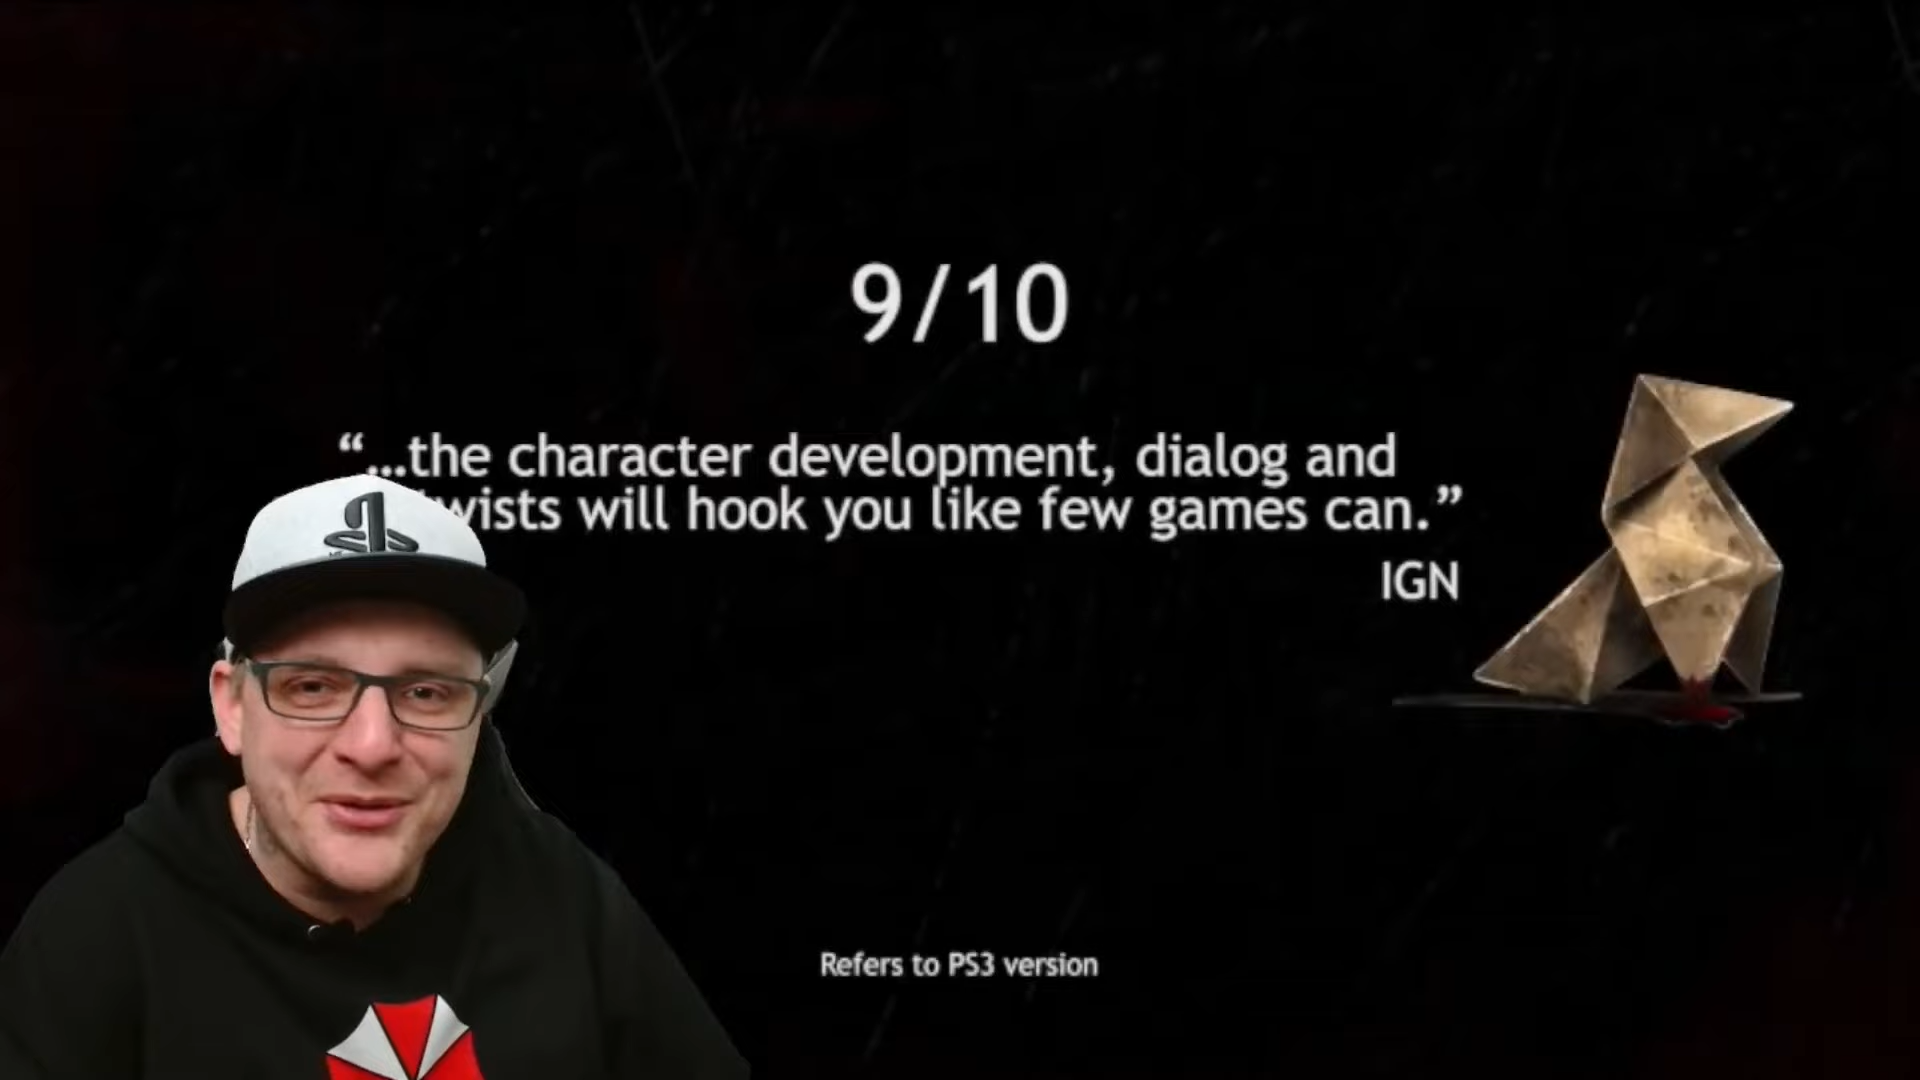 9/10
“...the character development, dialog and
will hook you like few games can.”
IGN
Refers to PS3 version